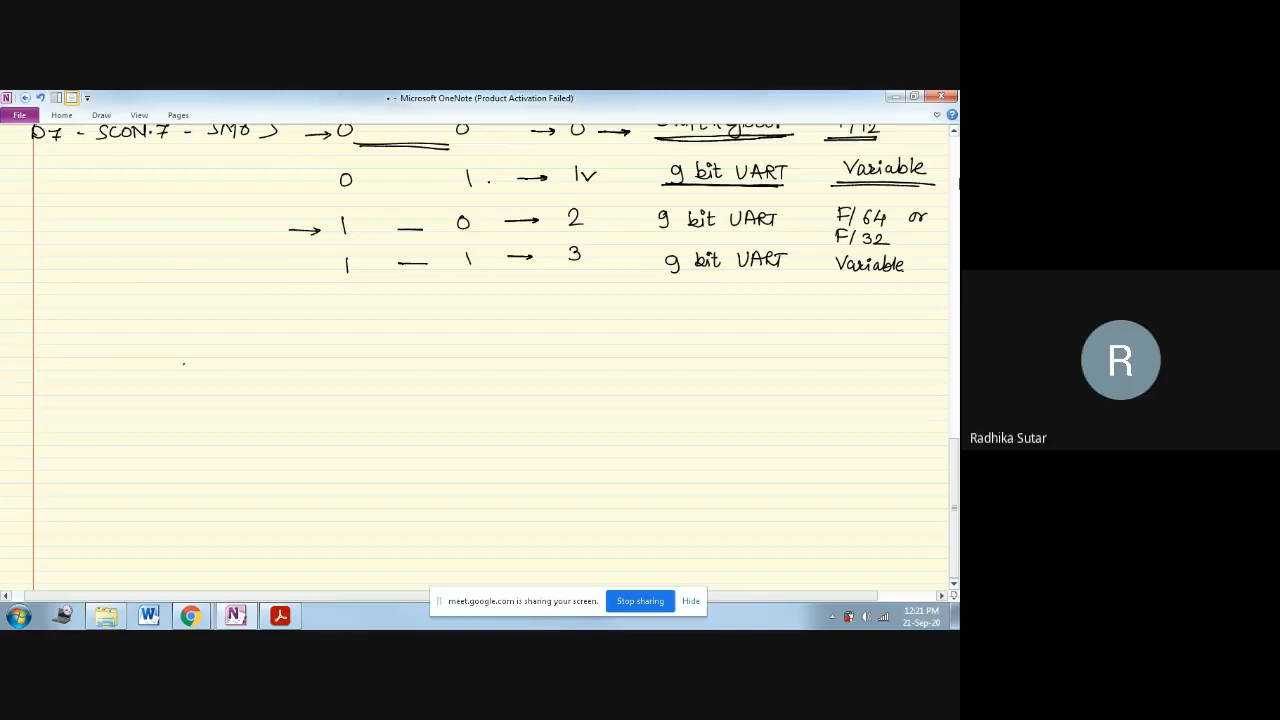 • - Microsoft OneNote (Product Activation Failed)
File Home Draw View Pages
D7 - SCON.7 - SM0 → 0 0 → 0 → F/12
0 1 → 1 9 bit UART Variable
→ 1 — 0 → 2 9 bit UART F/64 or
F/32
1 — 1 → 3 9 bit UART Variable
R
Radhika Sutar
meet.google.com is sharing your screen. Stop sharing Hide
12:21 PM
21-Sep-20